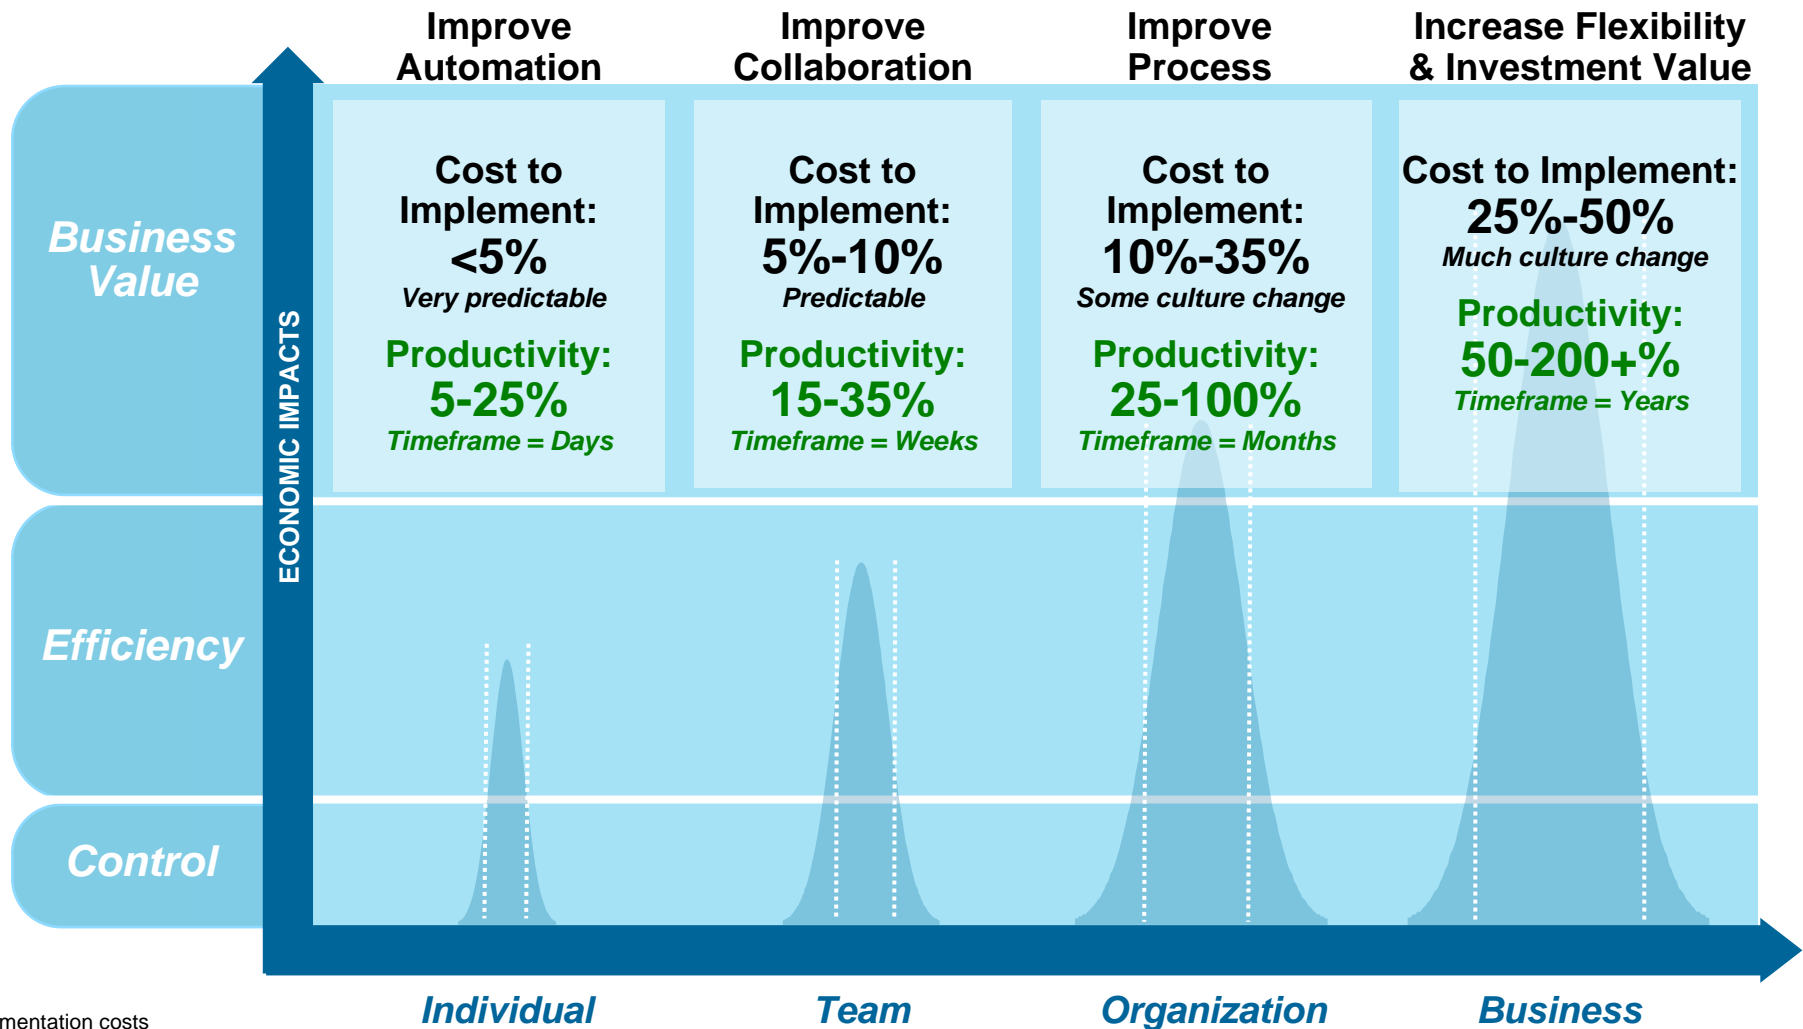 Improve
Automation
Improve
Collaboration
Improve
Process
Increase Flexibility
& Investment Value
Business
Value
Efficiency
Control
ECONOMIC IMPACTS
Cost to
Implement:
<5%
Very predictable
Productivity:
5-25%
Timeframe = Days
Cost to
Implement:
5%-10%
Predictable
Productivity:
15-35%
Timeframe = Weeks
Cost to
Implement:
10%-35%
Some culture change
Productivity:
25-100%
Timeframe = Months
Cost to Implement:
25%-50%
Much culture change
Productivity:
50-200+%
Timeframe = Years
Individual
Team
Organization
Business
costs